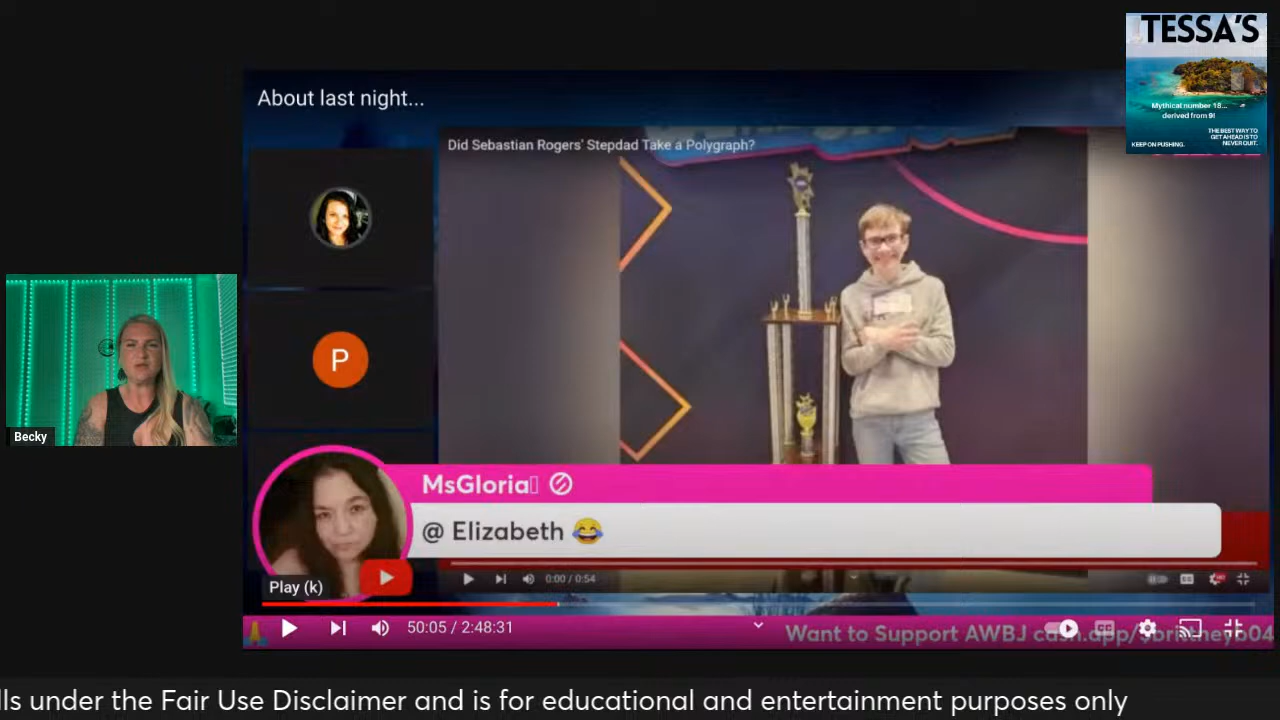 TESSA'S
Mythical number 18...
derived from 9!
THE BEST WAY TO
GET AHEAD IS TO
NEVER QUIT.
KEEP ON PUSHING.
About last night...
Did Sebastian Rogers' Stepdad Take a Polygraph?
P
Becky
MsGloria
@ Elizabeth 😂
Play (k)
0:00 / 0:54
50:05 / 2:48:31
Want to Support AWBJ cash.app/$brittneyb04
lls under the Fair Use Disclaimer and is for educational and entertainment purposes only